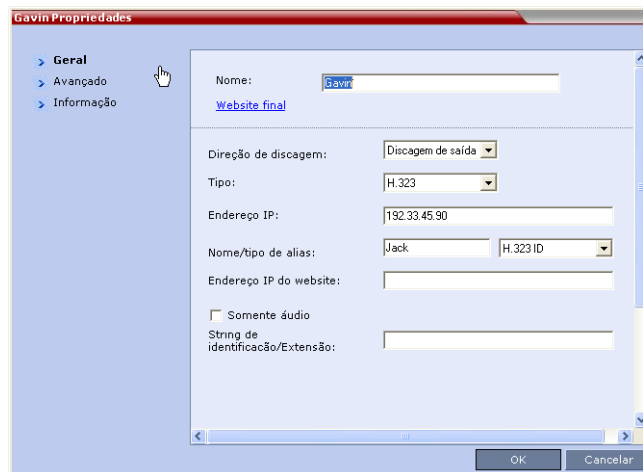 Gavin Propriedades
Geral
Avançado
Informação
Nome: Gavin
Website final
Direção de discagem: Discagem de saída
Tipo: H.323
Endereço IP: 192.33.45.90
Nome/tipo de alias: Jack H.323 ID
Endereço IP do website:
Somente áudio
String de
identificacão/Extensão:
OK Cancelar